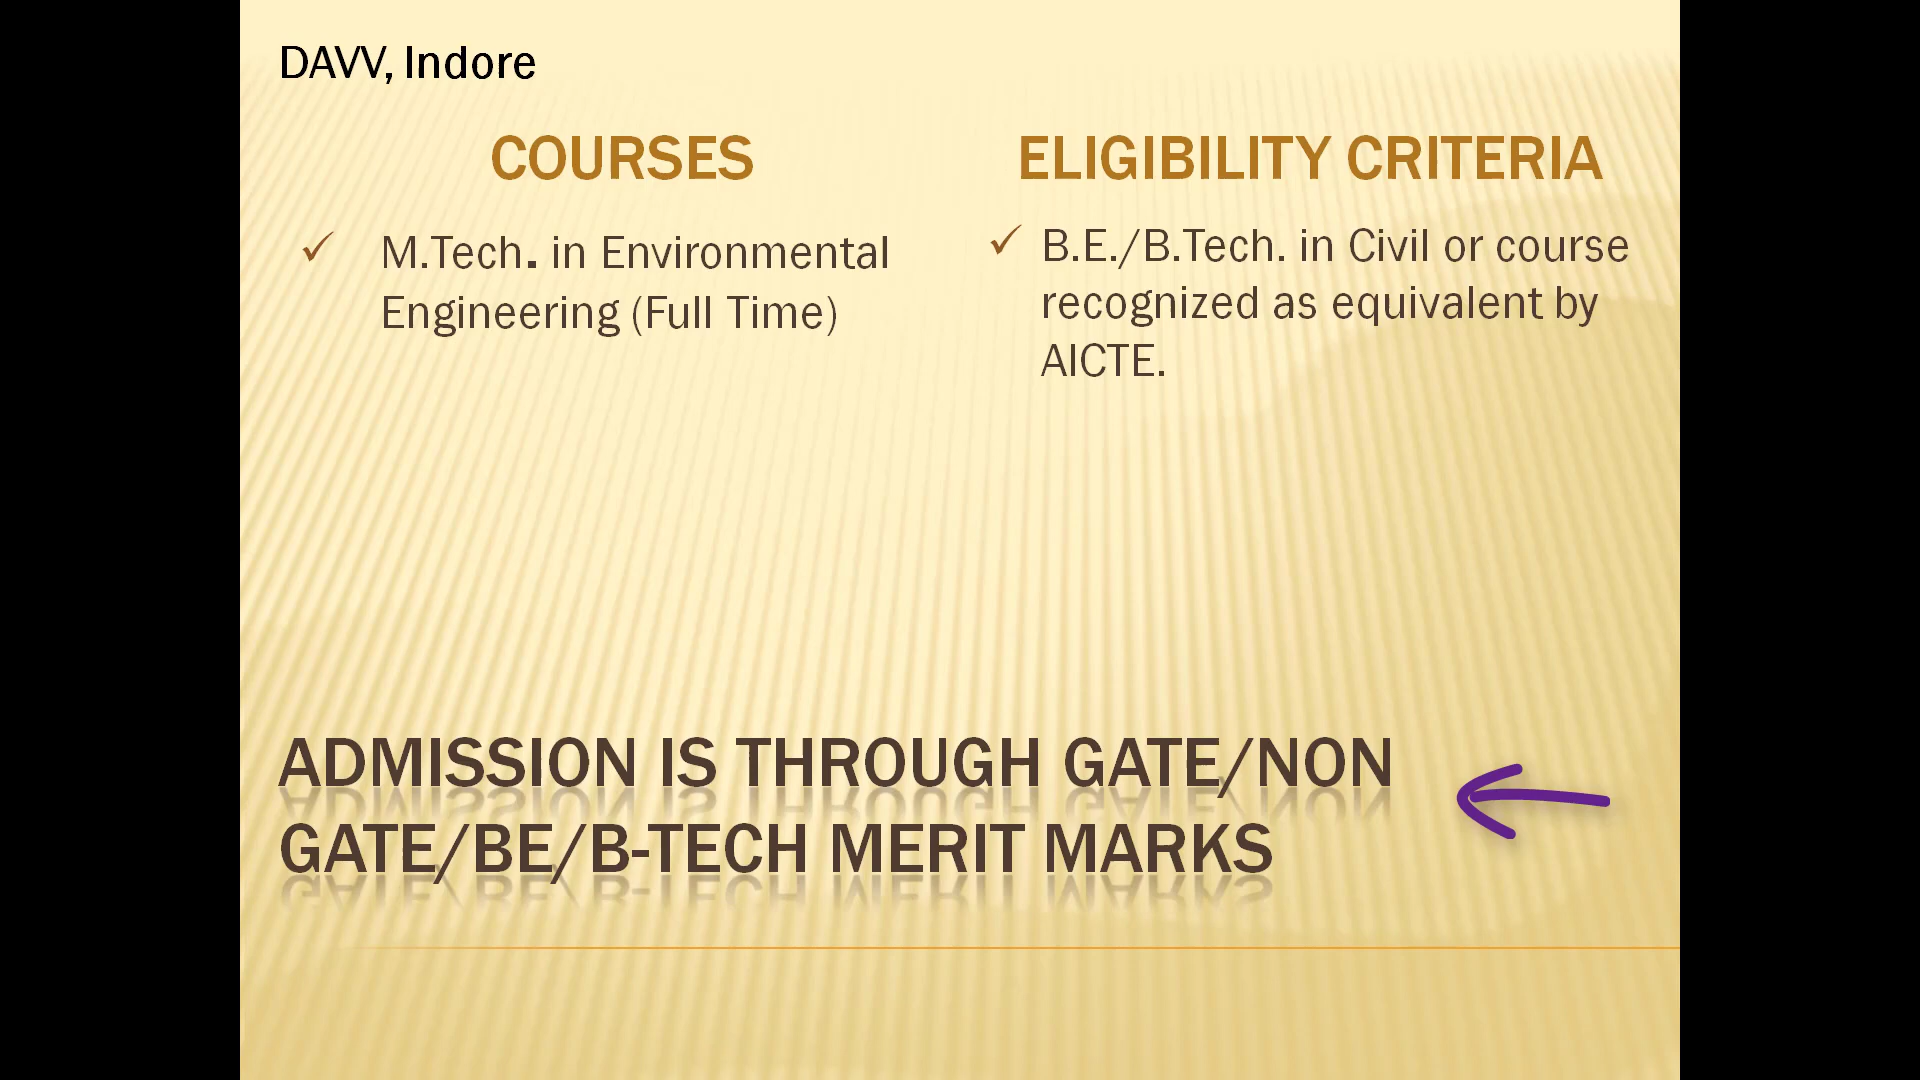 DAVV, Indore
COURSES
M.Tech. in Environmental
Engineering (Full Time)
ELIGIBILITY CRITERIA
B.E./B.Tech. in Civil or course
recognized as equivalent by
AICTE.
ADMISSION IS THROUGH GATE/NON
GATE/BE/B-TECH MERIT MARKS